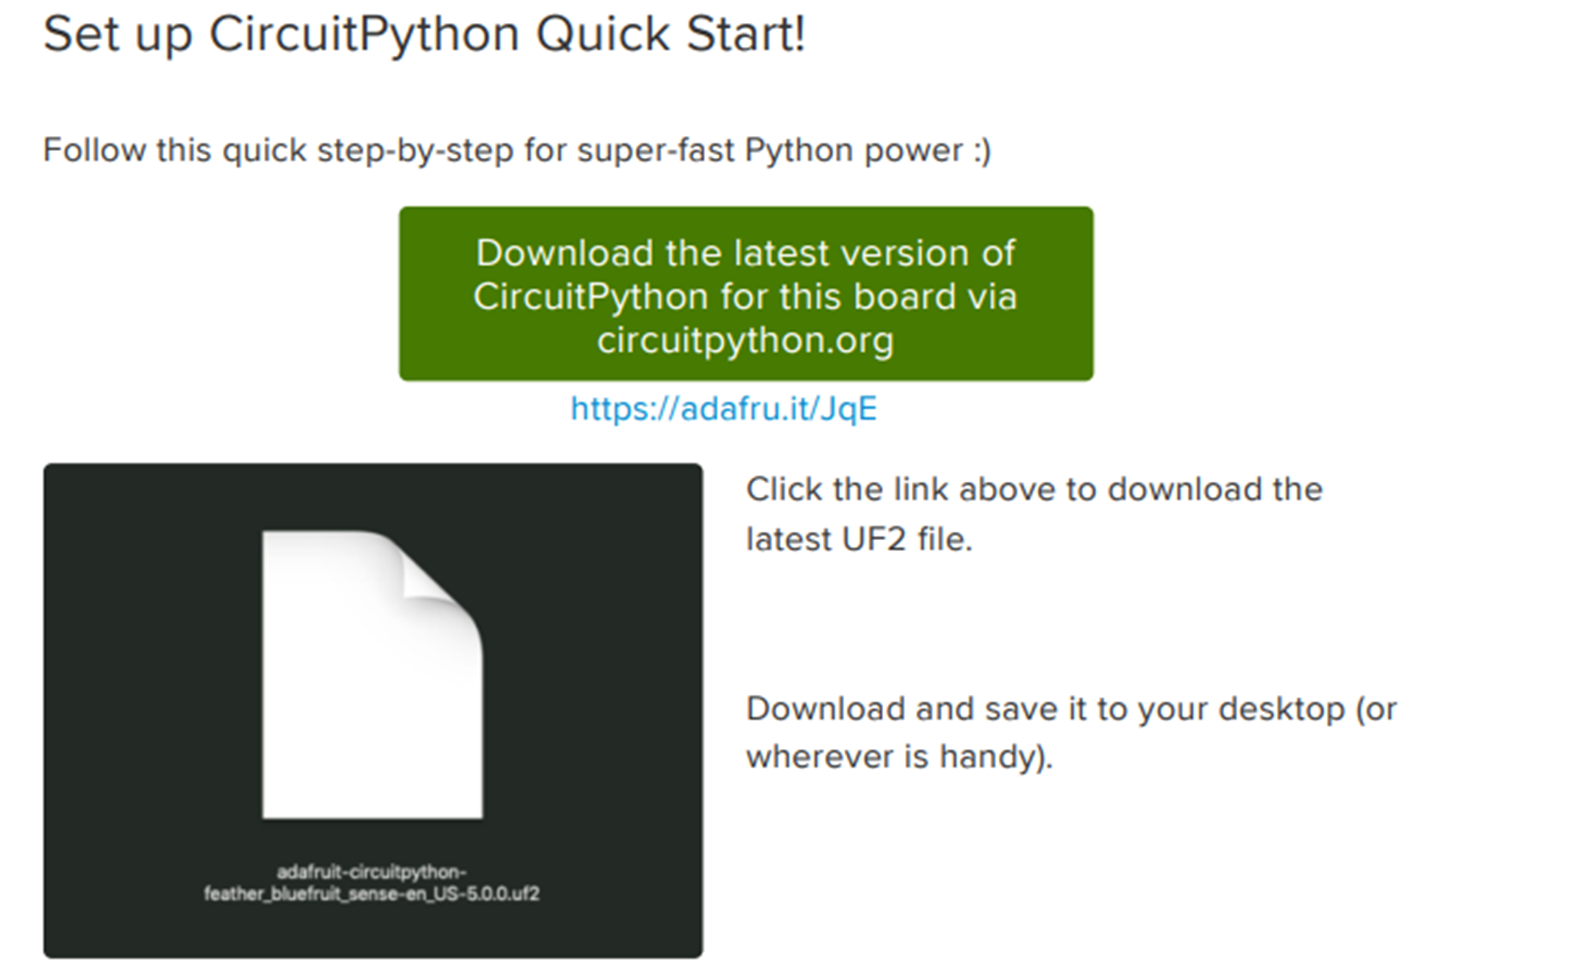 Set up CircuitPython Quick Start!
Follow this quick step-by-step for super-fast Python power :)
Download the latest version of
CircuitPython for this board via
circuitpython.org
https://adafru.it/JqE
Click the link above to download the
latest UF2 file.
Download and save it to your desktop (or
wherever is handy).
adafruit-circuitpython-
feather_bluefruit_sense-en_US-5.0.0.uf2